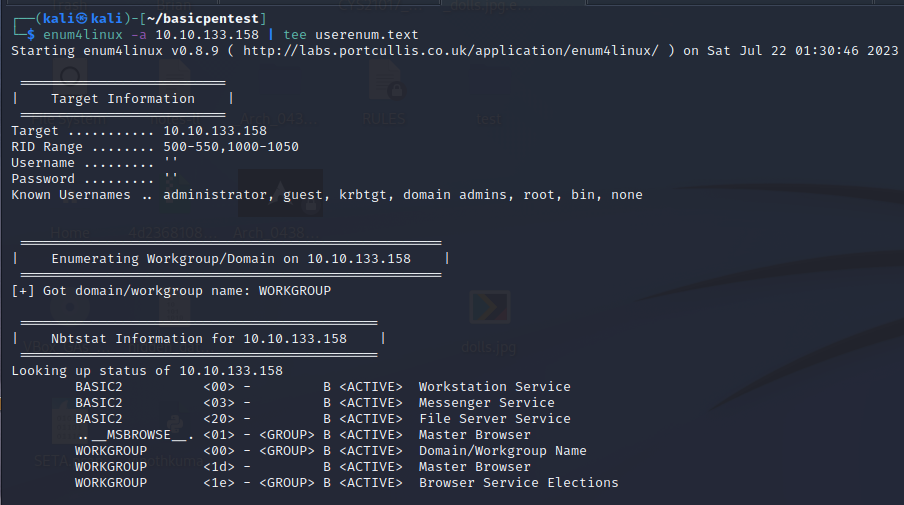 ┌──(kali㉿kali)-[~/basicpentest]
└─$ enum4linux -a 10.10.133.158 | tee userenum.text
Starting enum4linux v0.8.9 ( http://labs.portcullis.co.uk/application/enum4linux/ ) on Sat Jul 22 01:30:46 2023
| Target Information |
Target ........... 10.10.133.158
RID Range ........ 500-550,1000-1050
Username ......... ''
Password ......... ''
Known Usernames .. administrator, guest, krbtgt, domain admins, root, bin, none
| Enumerating Workgroup/Domain on 10.10.133.158 |
[+] Got domain/workgroup name: WORKGROUP
| Nbtstat Information for 10.10.133.158 |
Looking up status of 10.10.133.158
BASIC2 <00> - B <ACTIVE> Workstation Service
BASIC2 <03> - B <ACTIVE> Messenger Service
BASIC2 <20> - B <ACTIVE> File Server Service
..__MSBROWSE__. <01> - <GROUP> B <ACTIVE> Master Browser
WORKGROUP <00> - <GROUP> B <ACTIVE> Domain/Workgroup Name
WORKGROUP <1d> - B <ACTIVE> Master Browser
WORKGROUP <1e> - <GROUP> B <ACTIVE> Browser Service Elections
RULES
test
Home
dolls.jpg